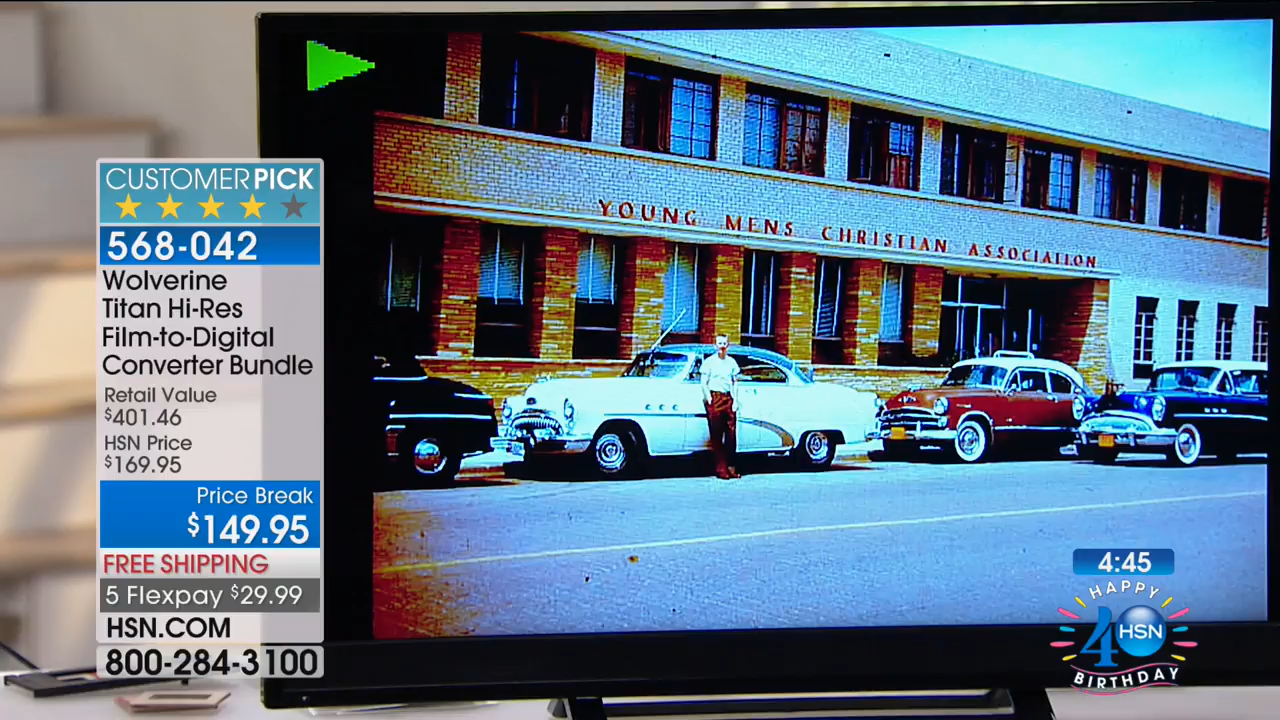 CUSTOMERPICK
568-042
Wolverine
Titan Hi-Res
Film-to-Digital
Converter Bundle
Retail Value
$401.46
HSN Price
$169.95
Price Break
$149.95
FREE SHIPPING
5 Flexpay $29.99
HSN.COM
800-284-3100
YOUNG MENS CHRISTIAN ASSOCIATION
4:45
HAPPY
40 HSN
BIRTHDAY